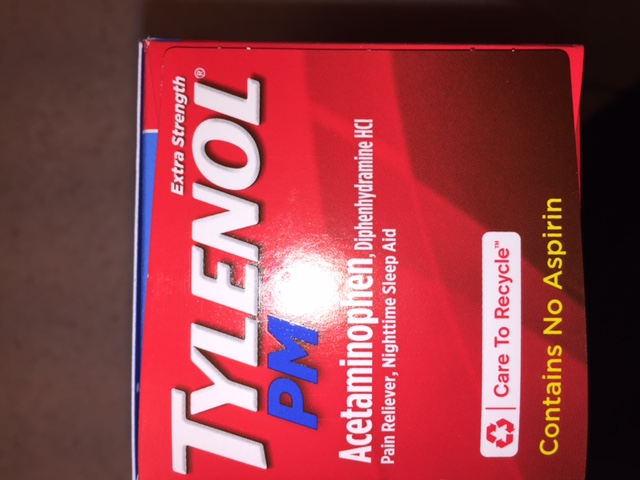 Extra Strength
TYLENOL®
PM
Acetaminophen, Diphenhydramine HCl
Pain Reliever, Nighttime Sleep Aid
Care To Recycle™
Contains No Aspirin